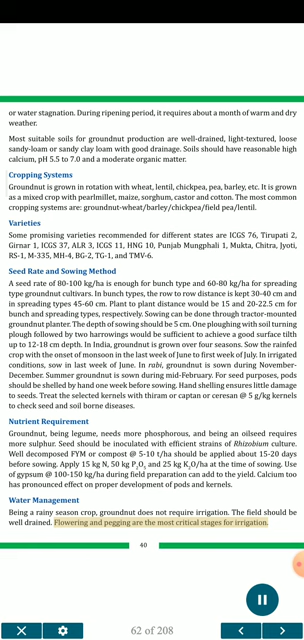 or water stagnation. During ripening period, it requires about a month of warm and dry
weather.
Most suitable soils for groundnut production are well-drained, light-textured, loose
sandy-loam or sandy clay loam with good drainage. Soils should have reasonable high
calcium, pH 5.5 to 7.0 and a moderate organic matter.
Cropping Systems
Groundnut is grown in rotation with wheat, lentil, chickpea, pea, barley, etc. It is grown
as a mixed crop with pearlmillet, maize, sorghum, castor and cotton. The most common
cropping systems are: groundnut-wheat/barley/chickpea/field pea/lentil.
Varieties
Some promising varieties recommended for different states are ICGS 76, Tirupati 2,
Girnar 1, ICGS 37, ALR 3, ICGS 11, HNG 10, Punjab Mungphali 1, Mukta, Chitra, Jyoti,
RS-1, M-335, MH-4, BG-2, TG-1, and TMV-6.
Seed Rate and Sowing Method
A seed rate of 80-100 kg/ha is enough for bunch type and 60-80 kg/ha for spreading
type groundnut cultivars. In bunch types, the row to row distance is kept 30-40 cm and
in spreading types 45-60 cm. Plant to plant distance would be 15 and 20-22.5 cm for
bunch and spreading types, respectively. Sowing can be done through tractor-mounted
groundnut planter. The depth of sowing should be 5 cm. One ploughing with soil turning
plough followed by two harrowings would be sufficient to achieve a good surface tilth
up to 12-18 cm depth. In India, groundnut is grown over four seasons. Sow the rainfed
crop with the onset of monsoon in the last week of June to first week of July. In irrigated
conditions, sow in last week of June. In rabi, groundnut is sown during November-
December. Summer groundnut is sown during mid-February. For seed purposes, pods
should be shelled by hand one week before sowing. Hand shelling ensures little damage
to seeds. Treat the selected kernels with thiram or captan or ceresan @ 5 g/kg kernels
to check seed and soil borne diseases.
Nutrient Requirement
Groundnut, being legume, needs more phosphorous, and being an oilseed requires
more sulphur. Seed should be inoculated with efficient strains of Rhizobium culture.
Well decomposed FYM or compost @ 5-10 t/ha should be applied about 15-20 days
before sowing. Apply 15 kg N, 50 kg P2O5 and 25 kg K2O/ha at the time of sowing. Use
of gypsum @ 100-150 kg/ha during field preparation can add to the yield. Calcium too
has pronounced effect on proper development of pods and kernels.
Water Management
Being a rainy season crop, groundnut does not require irrigation. The field should be
well drained. Flowering and pegging are the most critical stages for irrigation.
40
62 of 208